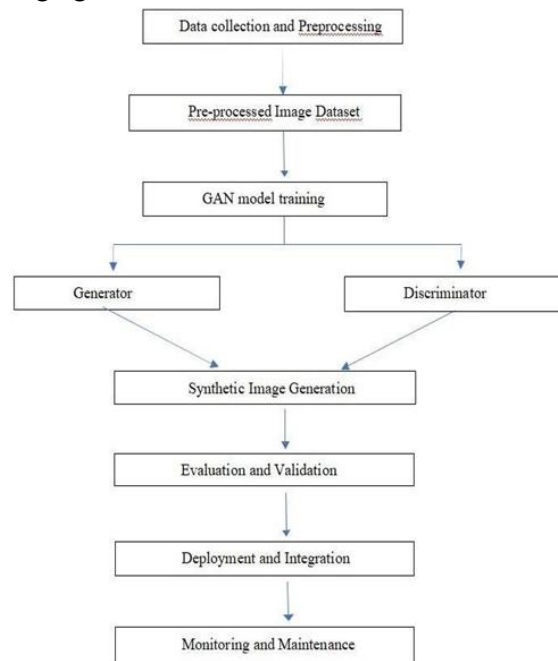 Data collection and Preprocessing
Pre-processed Image Dataset
GAN model training
Generator
Discriminator
Synthetic Image Generation
Evaluation and Validation
Deployment and Integration
Monitoring and Maintenance